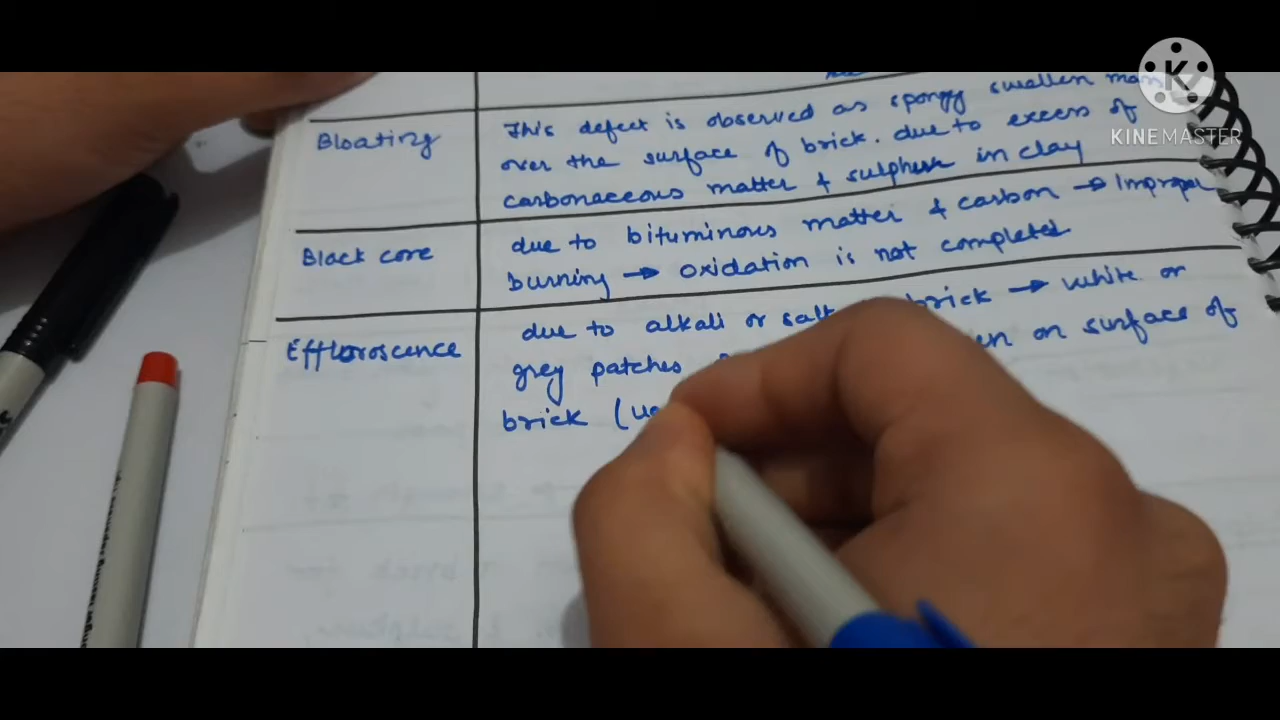 Bloating
This defect is observed as spongy swollen mass
over the surface of brick. due to excess of
carbonaceous matter & sulphur in clay
Black core
due to bituminous matter & carbon → Improper
burning → oxidation is not completed
Effloroscence
due to alkali or salt brick → white or
grey patches on surface of
brick (
KINEMASTER